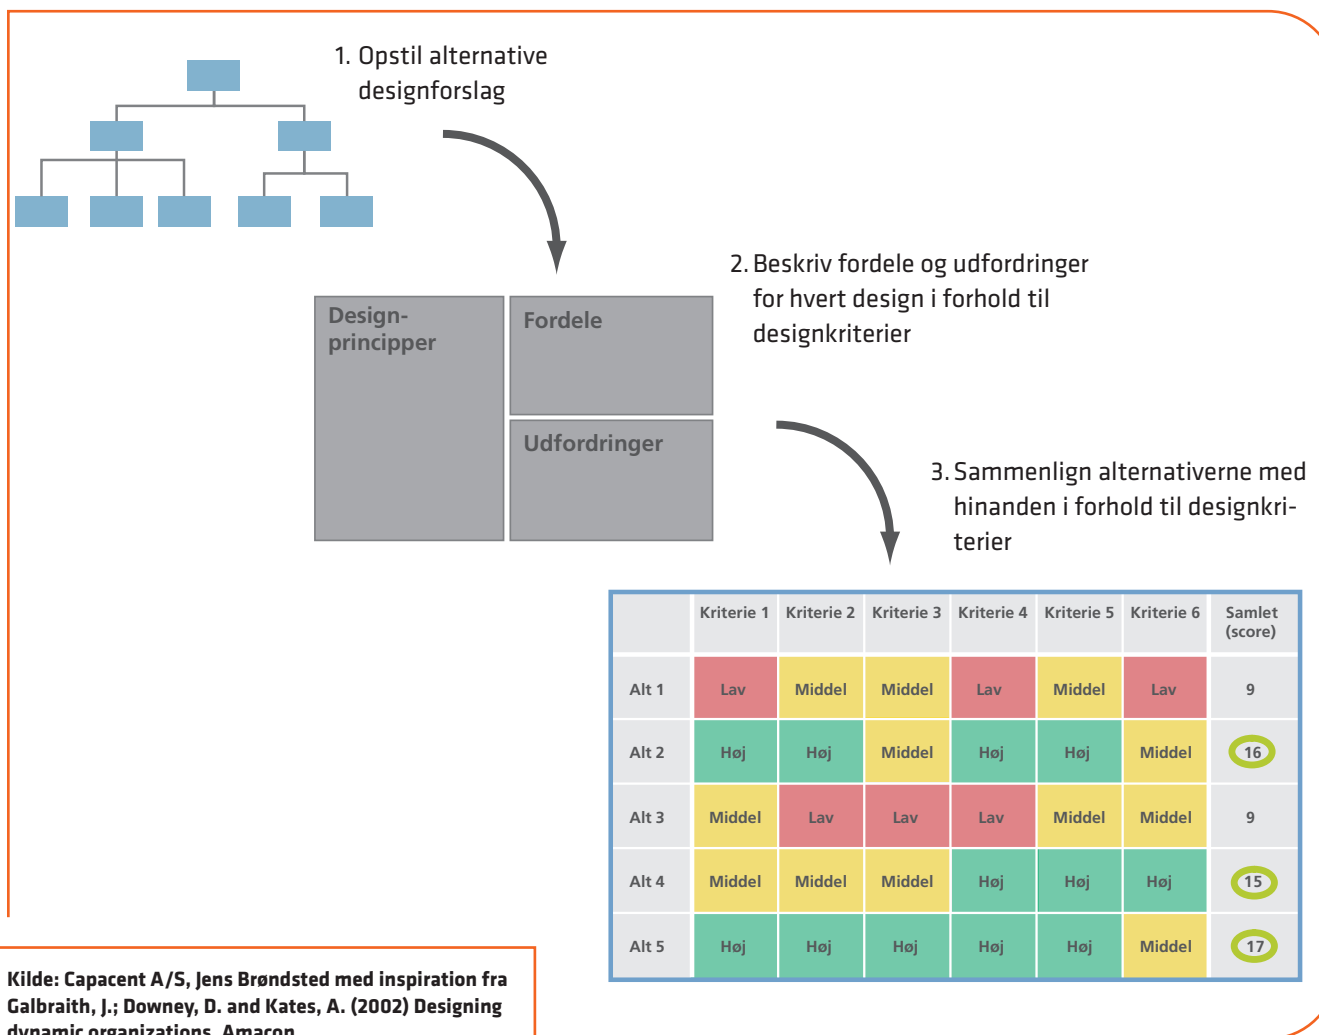 1. Opstil alternative
designforslag
2. Beskriv fordele og udfordringer
for hvert design i forhold til
designkriterier
Design-
principper
Fordele
Udfordringer
3. Sammenlign alternativerne med
hinanden i forhold til designkri-
terier
Kriterie 1 Kriterie 2 Kriterie 3 Kriterie 4 Kriterie 5 Kriterie 6 Samlet
(score)
Alt 1 Lav Middel Middel Lav Middel Lav 9
Alt 2 Høj Høj Middel Høj Høj Middel 16
Alt 3 Middel Lav Lav Lav Middel Middel 9
Alt 4 Middel Middel Middel Høj Høj Høj 15
Alt 5 Høj Høj Høj Høj Høj Middel 17
Kilde: Capacent A/S, Jens Brøndsted med inspiration fra
Galbraith, J.; Downey, D. and Kates, A. (2002) Designing
dynamic organizations, Amacon